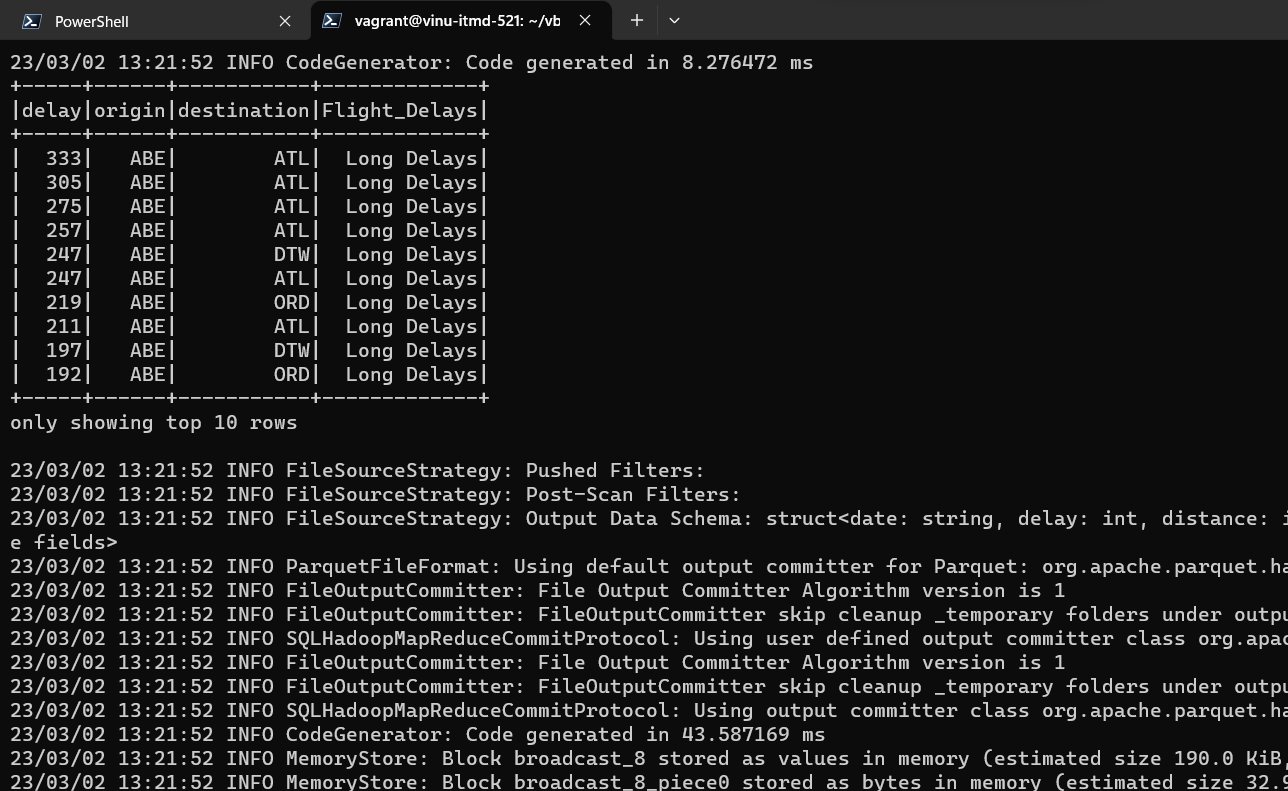 PowerShell
vagrant@vinu-itmd-521: ~/vb
23/03/02 13:21:52 INFO CodeGenerator: Code generated in 8.276472 ms
+-----+------+-----------+-------------+
|delay|origin|destination|Flight_Delays|
+-----+------+-----------+-------------+
|  333|   ABE|        ATL|  Long Delays|
|  305|   ABE|        ATL|  Long Delays|
|  275|   ABE|        ATL|  Long Delays|
|  257|   ABE|        ATL|  Long Delays|
|  247|   ABE|        DTW|  Long Delays|
|  247|   ABE|        ATL|  Long Delays|
|  219|   ABE|        ORD|  Long Delays|
|  211|   ABE|        ATL|  Long Delays|
|  197|   ABE|        DTW|  Long Delays|
|  192|   ABE|        ORD|  Long Delays|
+-----+------+-----------+-------------+
only showing top 10 rows
23/03/02 13:21:52 INFO FileSourceStrategy: Pushed Filters:
23/03/02 13:21:52 INFO FileSourceStrategy: Post-Scan Filters:
23/03/02 13:21:52 INFO FileSourceStrategy: Output Data Schema: struct<date: string, delay: int, distance: i
e fields>
23/03/02 13:21:52 INFO ParquetFileFormat: Using default output committer for Parquet: org.apache.parquet.ha
23/03/02 13:21:52 INFO FileOutputCommitter: File Output Committer Algorithm version is 1
23/03/02 13:21:52 INFO FileOutputCommitter: FileOutputCommitter skip cleanup _temporary folders under outpu
23/03/02 13:21:52 INFO SQLHadoopMapReduceCommitProtocol: Using user defined output committer class org.apac
23/03/02 13:21:52 INFO FileOutputCommitter: File Output Committer Algorithm version is 1
23/03/02 13:21:52 INFO FileOutputCommitter: FileOutputCommitter skip cleanup _temporary folders under outpu
23/03/02 13:21:52 INFO SQLHadoopMapReduceCommitProtocol: Using output committer class org.apache.parquet.ha
23/03/02 13:21:52 INFO CodeGenerator: Code generated in 43.587169 ms
23/03/02 13:21:52 INFO MemoryStore: Block broadcast_8 stored as values in memory (estimated size 190.0 KiB,
23/03/02 13:21:52 INFO MemoryStore: Block broadcast_8_piece0 stored as bytes in memory (estimated size 32.9